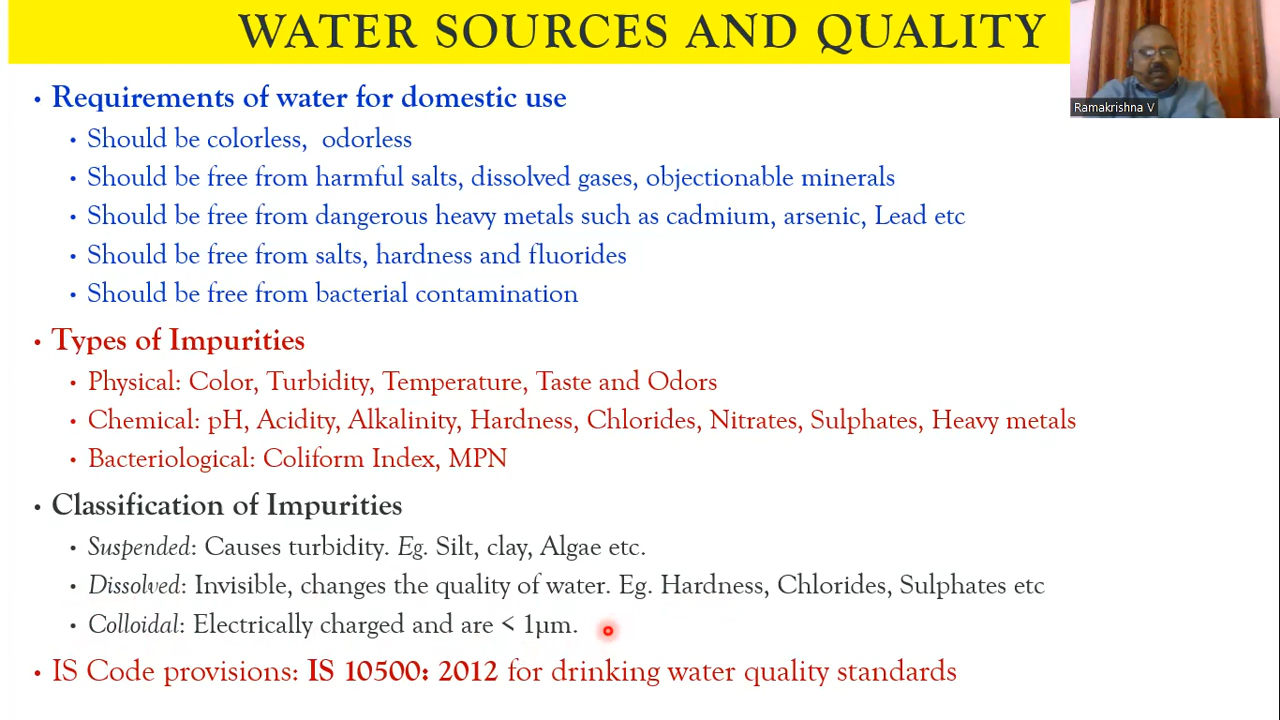 WATER SOURCES AND QUALITY
Ramakrishna V
• Requirements of water for domestic use
• Should be colorless, odorless
• Should be free from harmful salts, dissolved gases, objectionable minerals
• Should be free from dangerous heavy metals such as cadmium, arsenic, Lead etc
• Should be free from salts, hardness and fluorides
• Should be free from bacterial contamination
• Types of Impurities
• Physical: Color, Turbidity, Temperature, Taste and Odors
• Chemical: pH, Acidity, Alkalinity, Hardness, Chlorides, Nitrates, Sulphates, Heavy metals
• Bacteriological: Coliform Index, MPN
• Classification of Impurities
• Suspended: Causes turbidity. Eg. Silt, clay, Algae etc.
• Dissolved: Invisible, changes the quality of water. Eg. Hardness, Chlorides, Sulphates etc
• Colloidal: Electrically charged and are < 1µm.
• IS Code provisions: IS 10500: 2012 for drinking water quality standards